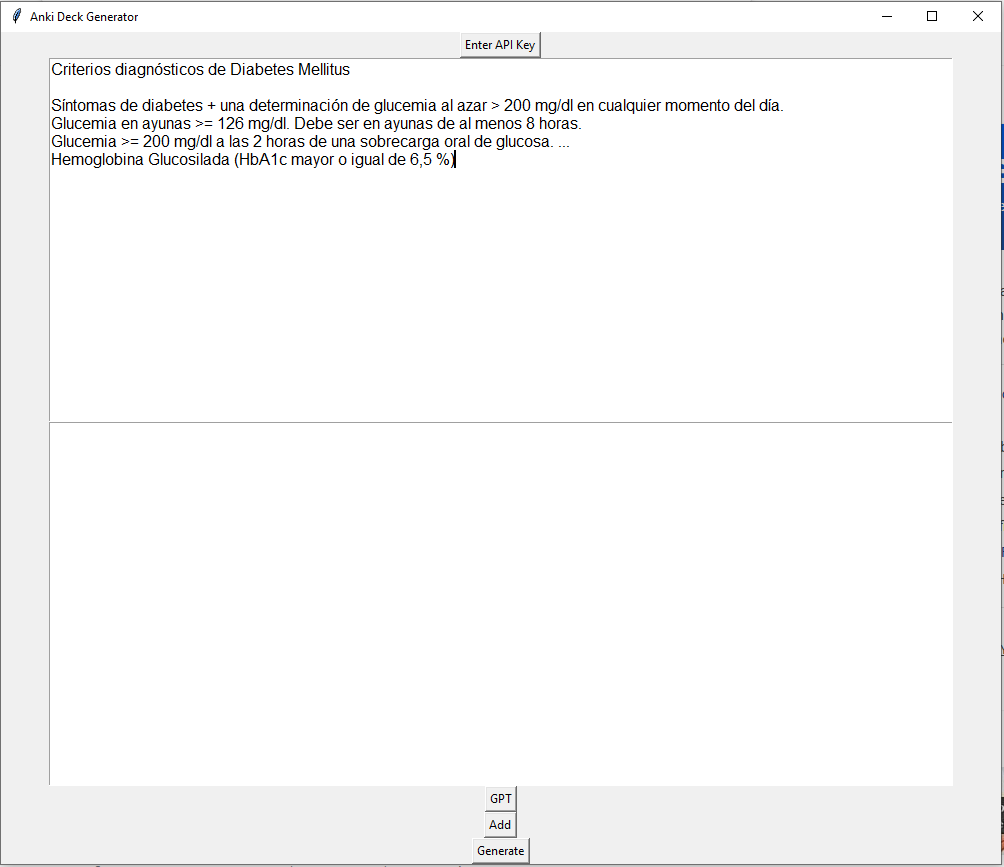 Anki Deck Generator
Enter API Key
Criterios diagnósticos de Diabetes Mellitus
Síntomas de diabetes + una determinación de glucemia al azar > 200 mg/dl en cualquier momento del día.
Glucemia en ayunas >= 126 mg/dl. Debe ser en ayunas de al menos 8 horas.
Glucemia >= 200 mg/dl a las 2 horas de una sobrecarga oral de glucosa. ...
Hemoglobina Glucosilada (HbA1c mayor o igual de 6,5 %)
GPT
Add
Generate